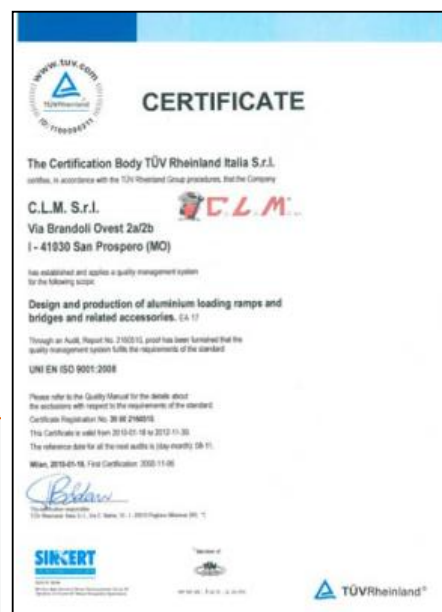 www.tuv.com
TÜVRheinland
CERTIFICATE
The Certification Body TÜV Rheinland Italia S.r.l.
certifies, in accordance with the TÜV Rheinland Group procedures, that the Company
C.L.M. S.r.l.
C.L.M.
Via Brandoli Ovest 2a/2b
I - 41030 San Prospero (MO)
has established and applies a quality management system
for the following scope:
Design and production of aluminium loading ramps and
bridges and related accessories. EA 17
Through an Audit, Report No. 2160510, proof has been furnished that the
quality management system fulfils the requirements of the standard
UNI EN ISO 9001:2008
Please refer to the Quality Manual for the details about
the exclusions with respect to the requirements of the standard.
Certificate Registration No. 39 00 2160510
This Certificate is valid from 2010-01-18 to 2012-11-30
The reference date for all the next audits is (day-month): 08-11.
Milan, 2010-01-18, First Certification: 2000-11-06
SINCERT
Member of
TÜVRheinland®